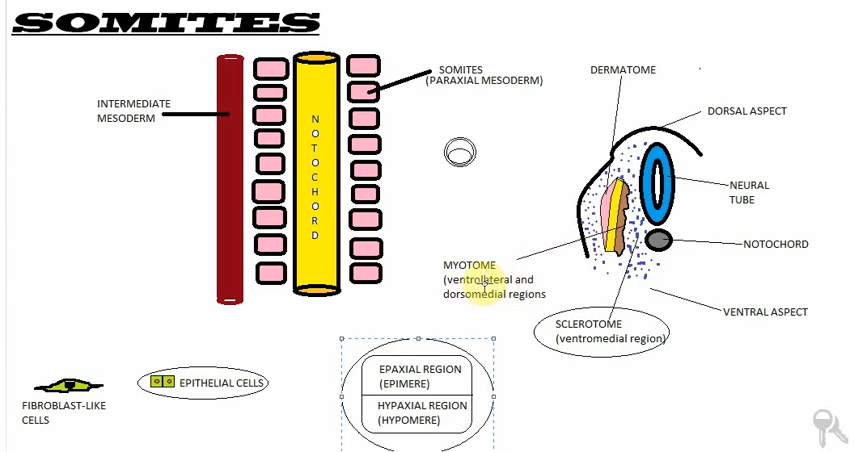 SOMITES
SOMITES
(PARAXIAL MESODERM)
INTERMEDIATE
MESODERM
NOTOCHORD
DERMATOME
DORSAL ASPECT
NEURAL
TUBE
NOTOCHORD
MYOTOME
(ventrolateral and
dorsomedial regions
VENTRAL ASPECT
SCLEROTOME
(ventromedial region)
EPAXIAL REGION
(EPIMERE)
HYPAXIAL REGION
(HYPOMERE)
EPITHELIAL CELLS
FIBROBLAST-LIKE
CELLS